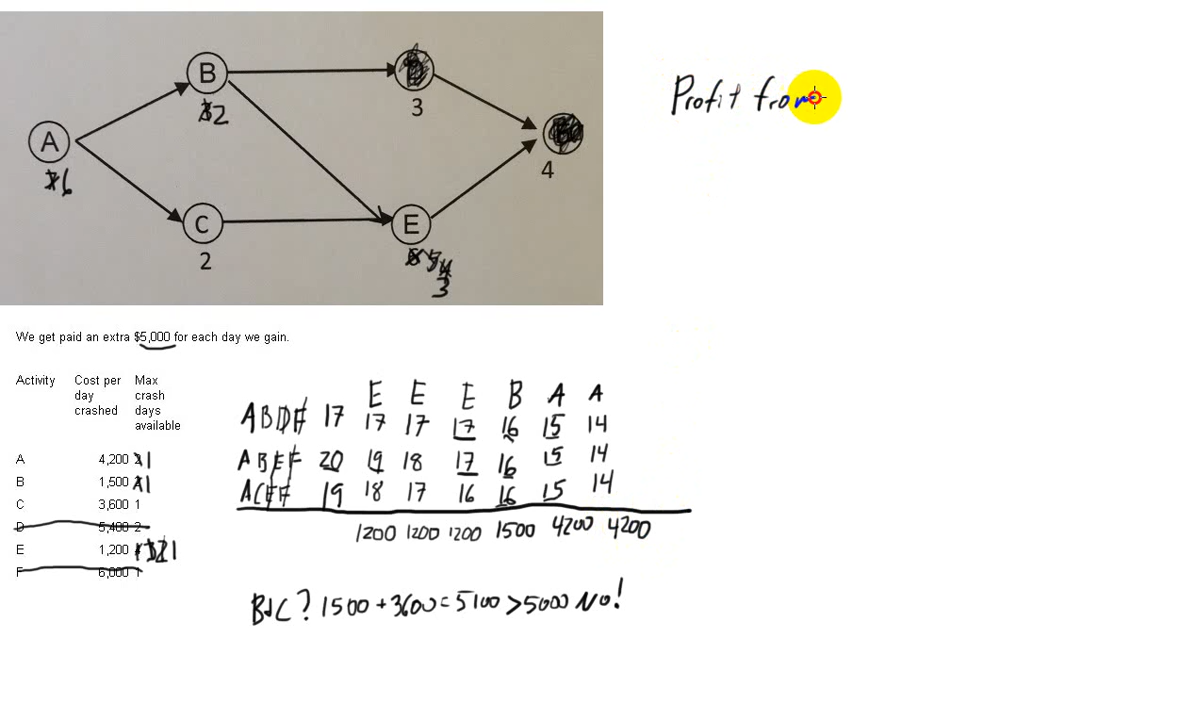 B
Profit from
3
2
A
4
6
C
E
2
3
We get paid an extra $5,000 for each day we gain.
Activity Cost per day crashed Max crash days available
E E E B A A
ABDF 17 17 17 17 16 15 14
A 4,200 1
ABEF 20 19 18 17 16 15 14
B 1,500 1
ACEF 19 18 17 16 16 15 14
C 3,600 1
D 5,400 2
1200 1200 1200 1500 4200 4200
E 1,200 1
F 6,000 1
B&C? 1500 + 3600 = 5100 > 5000 No!